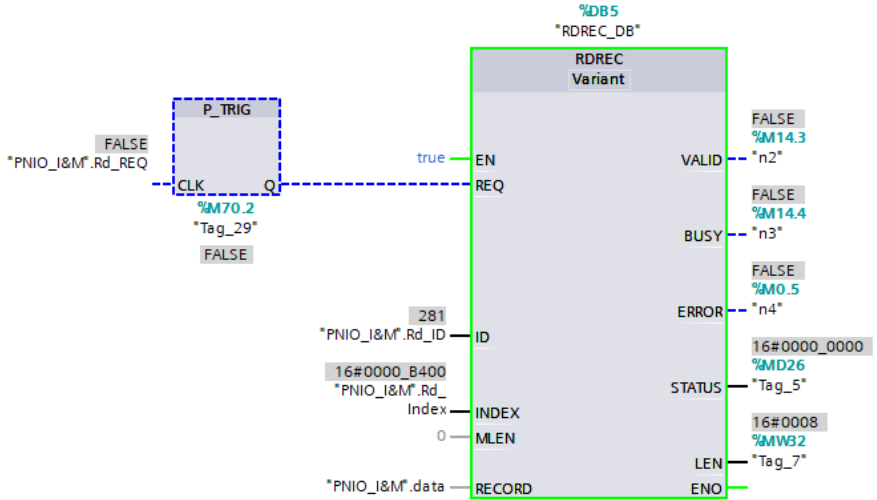 %DB5
"RDREC_DB"
RDREC
Variant
P_TRIG
FALSE
"PNIO_I&M".Rd_REQ
CLK Q
%M70.2
"Tag_29"
FALSE
true EN
REQ
281
"PNIO_I&M".Rd_ID ID
16#0000_B400
"PNIO_I&M".Rd_
Index INDEX
0 MLEN
"PNIO_I&M".data RECORD
FALSE
%M14.3
VALID "n2"
FALSE
%M14.4
BUSY "n3"
FALSE
%M0.5
ERROR "n4"
16#0000_0000
%MD26
STATUS "Tag_5"
16#0008
%MW32
LEN "Tag_7"
ENO